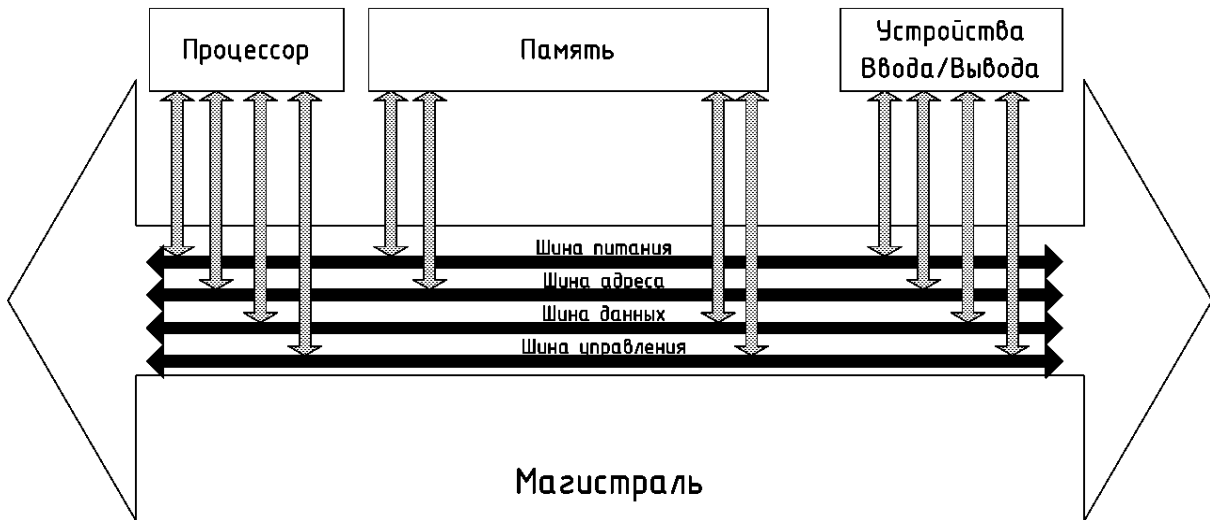 Процессор
Память
Устройства
Ввода/Вывода
Шина питания
Шина адреса
Шина данных
Шина управления
Магистраль